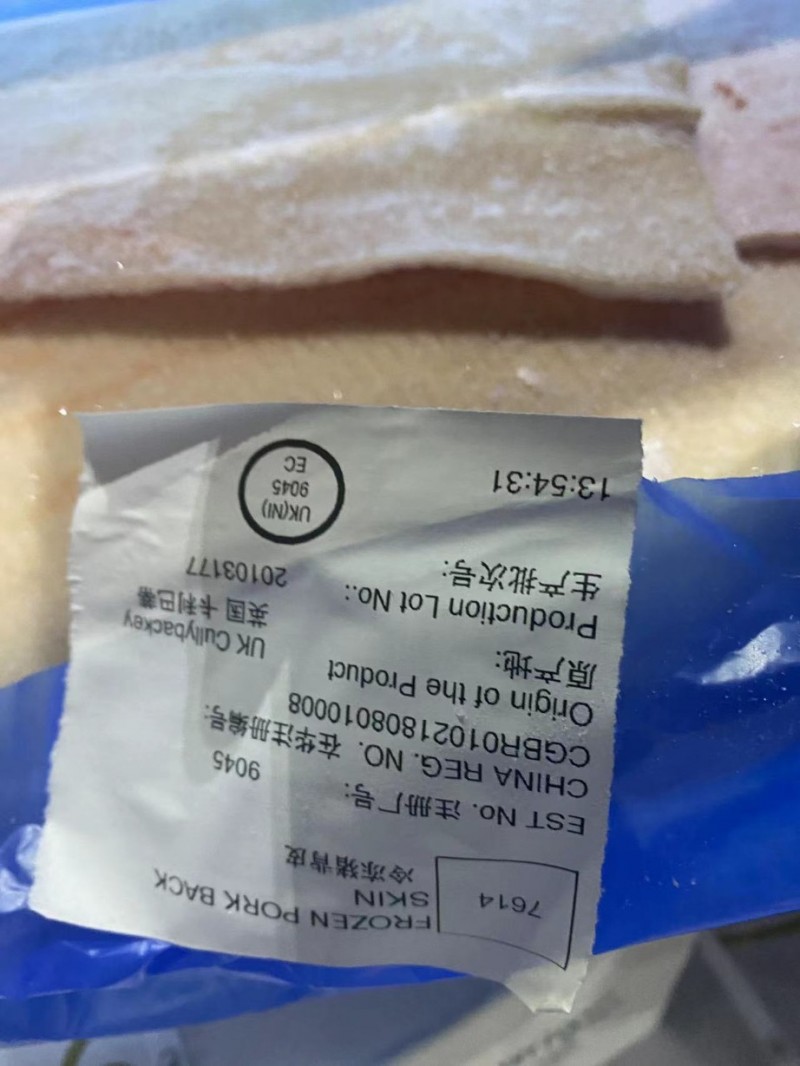 7614
FROZEN PORK BACK
SKIN
冷冻猪背皮
EST No. 注册厂号:
9045
CHINA REG. NO. 在华注册编号:
CGBR01021808010008
Origin of the Product
原产地:
UK Cullybackey
英国 卡利巴基
Production Lot No.:
生产批次号:
20103177
13:54:31
UK(NI)
9045
EC